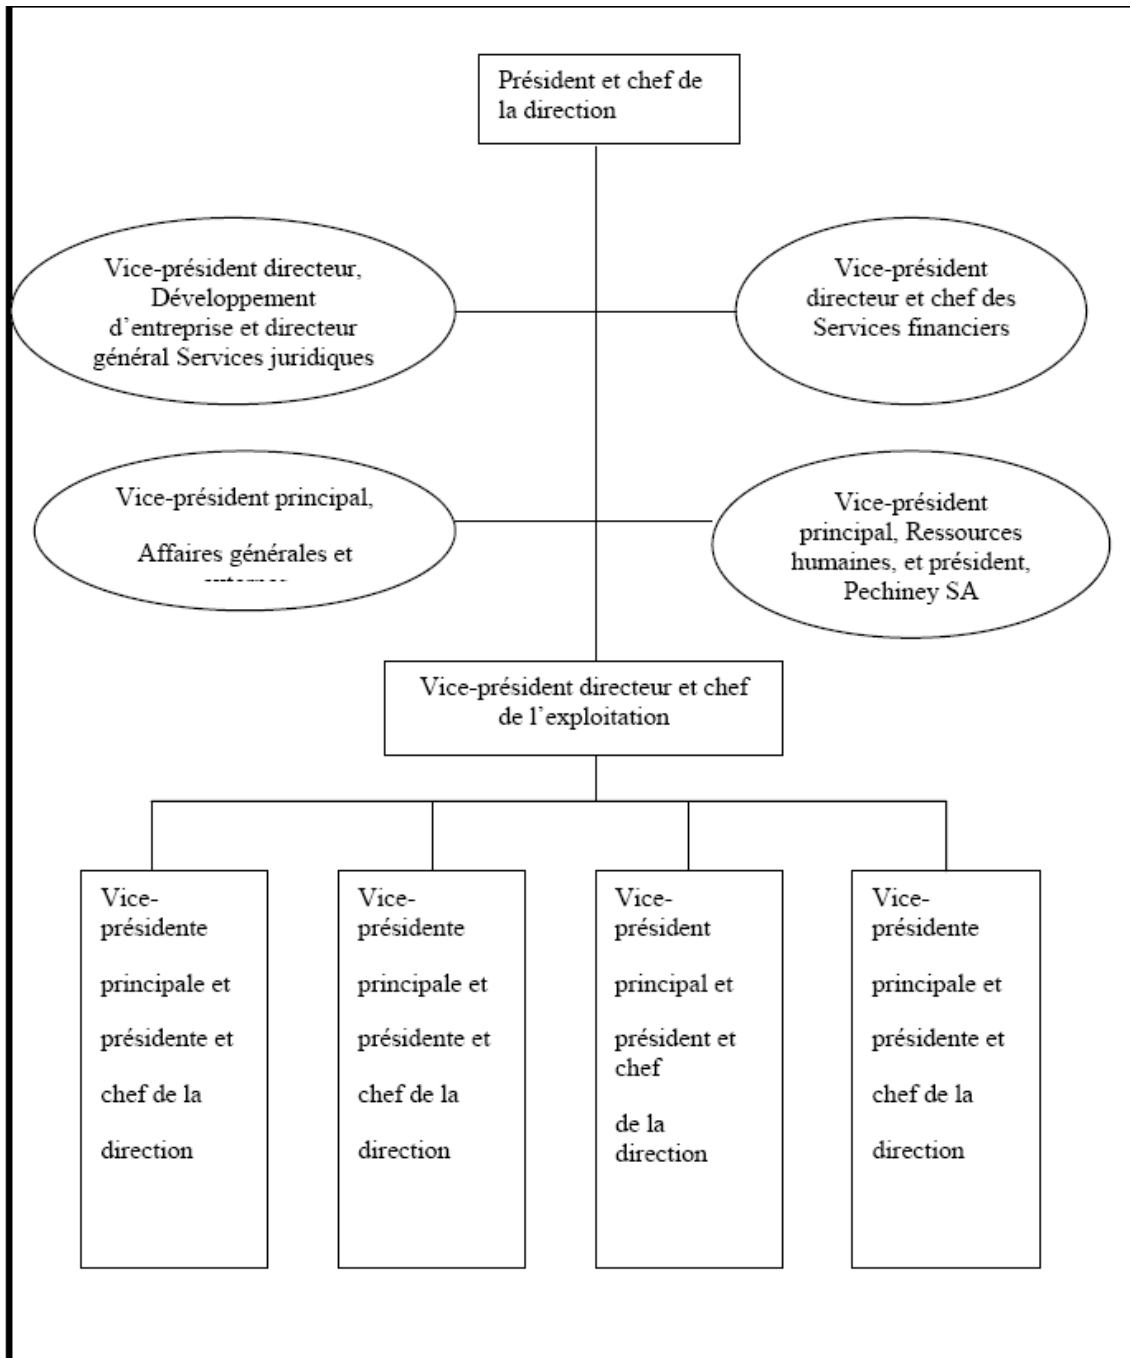 Président et chef de
la direction
Vice-président directeur,
Développement
d’entreprise et directeur
général Services juridiques
Vice-président
directeur et chef des
Services financiers
Vice-président principal,
Affaires générales et
Vice-président
principal, Ressources
humaines, et président,
Pechiney SA
Vice-président directeur et chef
de l’exploitation
Vice-
présidente
principale et
présidente et
chef de la
direction
Vice-
présidente
principale et
présidente et
chef de la
direction
Vice-
président
principal et
président et
chef
de la
direction
Vice-
présidente
principale et
présidente et
chef de la
direction